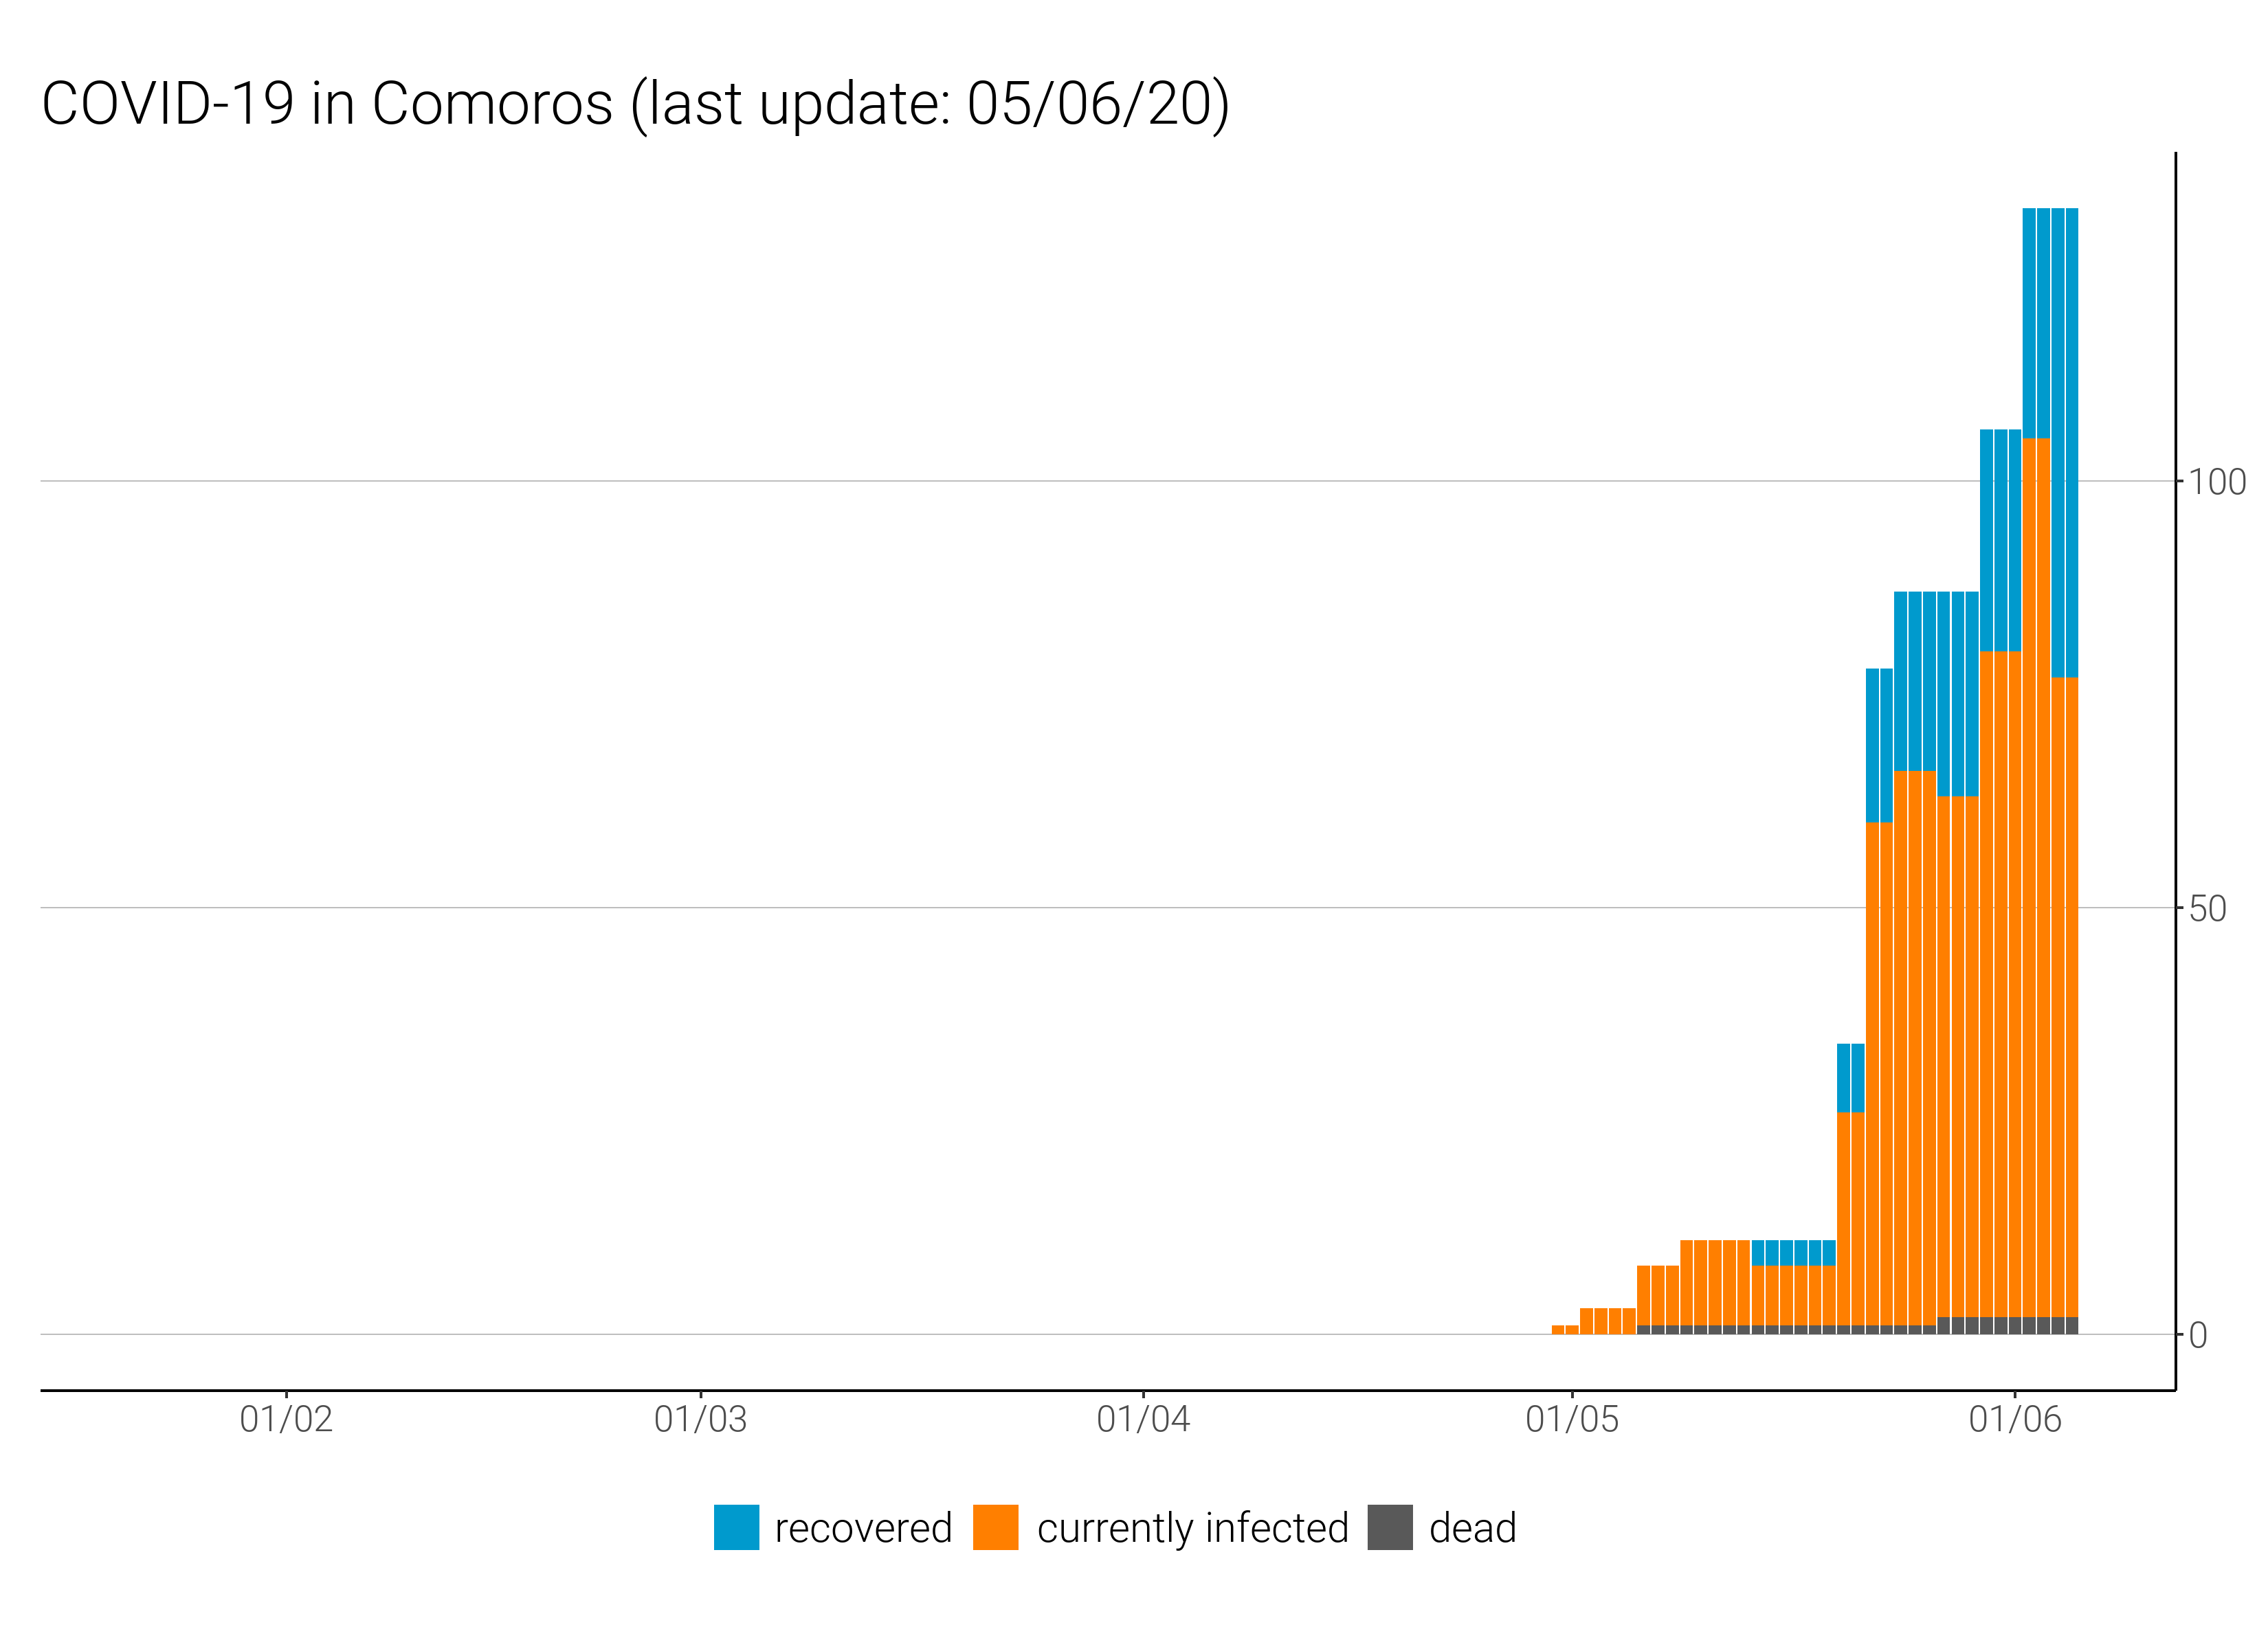 COVID-19 in Comoros (last update: 05/06/20)
100
50
0
01/02 01/03 01/04 01/05 01/06
recovered currently infected dead